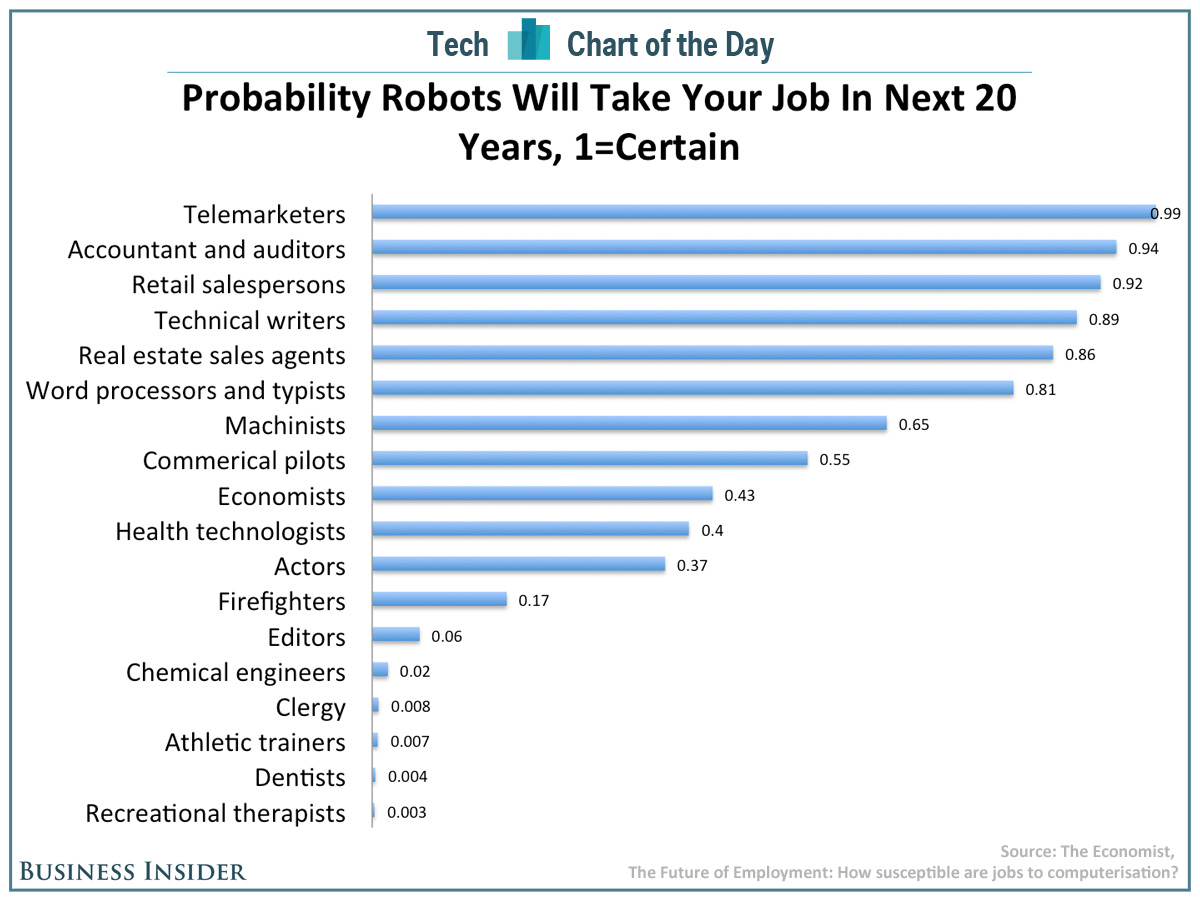 Tech Chart of the Day
Probability Robots Will Take Your Job In Next 20
Years, 1=Certain
Telemarketers 0.99
Accountant and auditors 0.94
Retail salespersons 0.92
Technical writers 0.89
Real estate sales agents 0.86
Word processors and typists 0.81
Machinists 0.65
Commerical pilots 0.55
Economists 0.43
Health technologists 0.4
Actors 0.37
Firefighters 0.17
Editors 0.06
Chemical engineers 0.02
Clergy 0.008
Athletic trainers 0.007
Dentists 0.004
Recreational therapists 0.003
BUSINESS INSIDER
Source: The Economist,
The Future of Employment: How susceptible are jobs to computerisation?